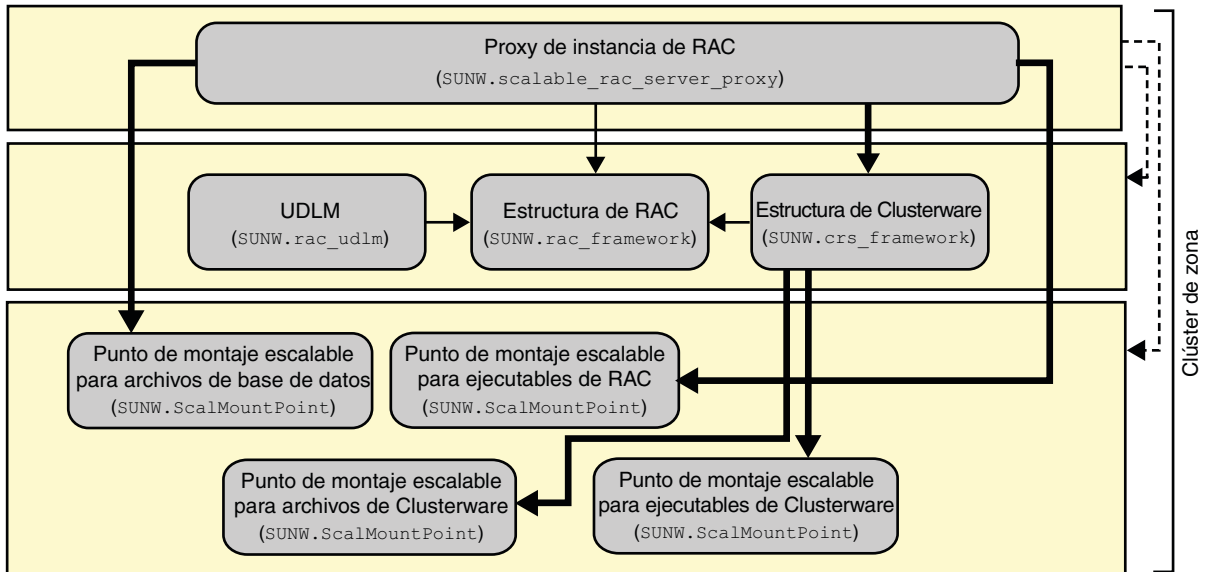 Proxy de instancia de RAC
(SUNW.scalable_rac_server_proxy)
UDLM
(SUNW.rac_udlm)
Estructura de RAC
(SUNW.rac_framework)
Estructura de Clusterware
(SUNW.crs_framework)
Punto de montaje escalable
para archivos de base de datos
(SUNW.ScalMountPoint)
Punto de montaje escalable
para ejecutables de RAC
(SUNW.ScalMountPoint)
Punto de montaje escalable
para archivos de Clusterware
(SUNW.ScalMountPoint)
Punto de montaje escalable
para ejecutables de Clusterware
(SUNW.ScalMountPoint)
Clúster de zona